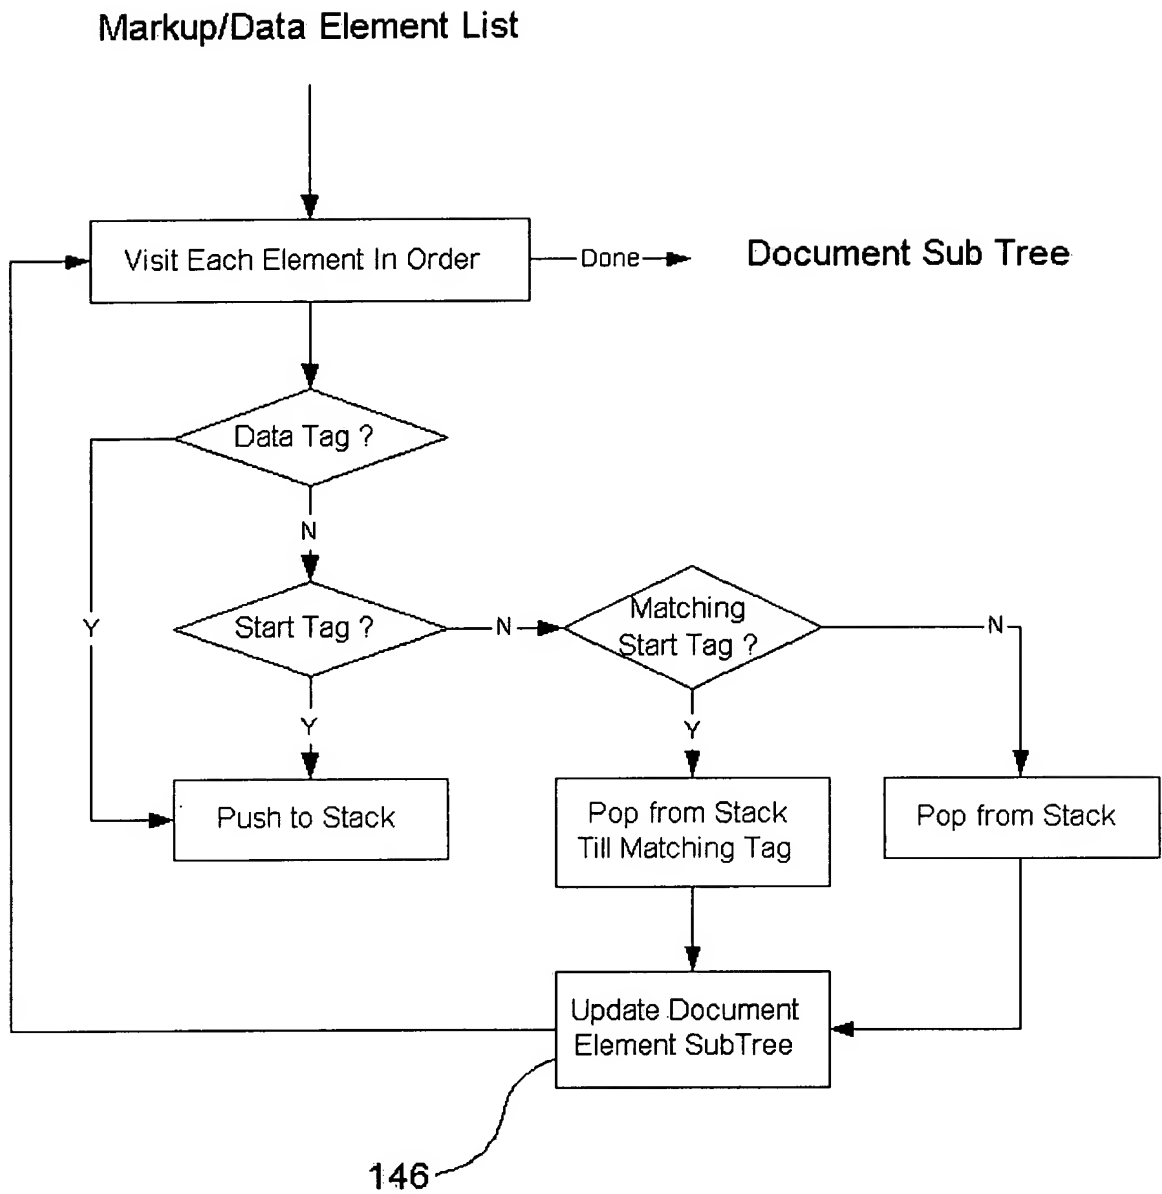 Markup/Data Element List
Visit Each Element In Order
Done
Document Sub Tree
Data Tag ?
N
Y
Start Tag ?
N
Matching
Start Tag ?
N
Y
Y
Push to Stack
Pop from Stack
Till Matching Tag
Pop from Stack
Update Document
Element SubTree
146